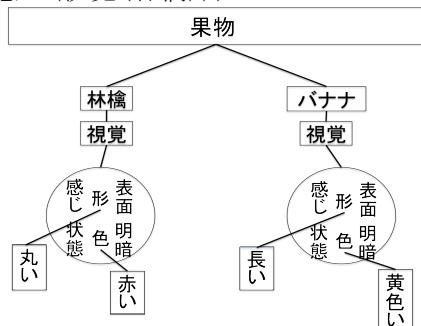 果物
林檎
バナナ
視覚
視覚
感じ
形
表面
状態
色
明暗
感じ
形
表面
状態
色
明暗
丸い
赤い
長い
黄色い